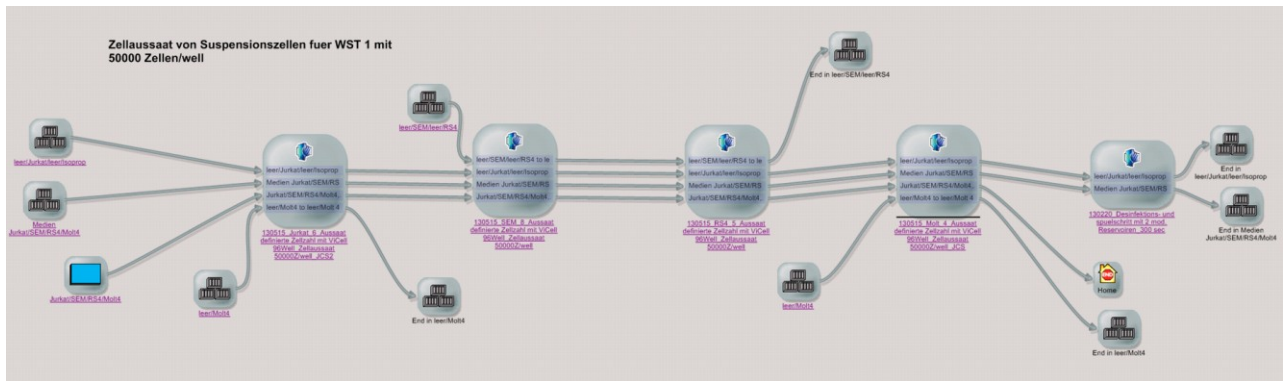 Zellaussaat von Suspensionszellen fuer WST 1 mit
50000 Zellen/well
leer/Jurkat/leer/Isoprop
Medien
Jurkat/SEM/RS4/Molt4
Jurkat/SEM/RS4/Molt4
leer/Molt4
leer/Jurkat/leer/Isoprop
Medien Jurkat/SEM/RS
Jurkat/SEM/RS4/Molt4,
leer/Molt4 to leer/Molt 4
130515_Jurkat_6_Aussaat
definierte Zellzahl mit ViCell
96Well_Zellaussaat
50000Z/well_JCS2
End in leer/Molt4
leer/SEM/leer/RS4
leer/SEM/leer/RS4 to le
Medien Jurkat/SEM/RS
Jurkat/SEM/RS4/Molt4,
leer/Molt4 to leer/Molt 4
130515_SEM_8_Aussaat
definierte Zellzahl mit ViCell
96Well_Zellaussaat
50000Z/well
leer/SEM/leer/RS4 to le
Medien Jurkat/SEM/RS
Jurkat/SEM/RS4/Molt4,
leer/Molt4 to leer/Molt 4
130515_RS4_5_Aussaat
definierte Zellzahl mit ViCell
96Well_Zellaussaat
50000Z/well
End in leer/SEM/leer/RS4
leer/Molt4
leer/Jurkat/leer/Isoprop
Medien Jurkat/SEM/RS
Jurkat/SEM/RS4/Molt4,
leer/Molt4 to leer/Molt 4
130515_Molt_4_Aussaat
definierte Zellzahl mit ViCell
96Well_Zellaussaat
50000Z/well_JCS
leer/Jurkat/leer/Isoprop
Medien Jurkat/SEM/RS
130220_Desinfektions- und
spuelschritt mit 2 mod.
Reservoiren_300 sec
End in
leer/Jurkat/leer/Isoprop
End in Medien
Jurkat/SEM/RS4/Molt4
Home
End in leer/Molt4